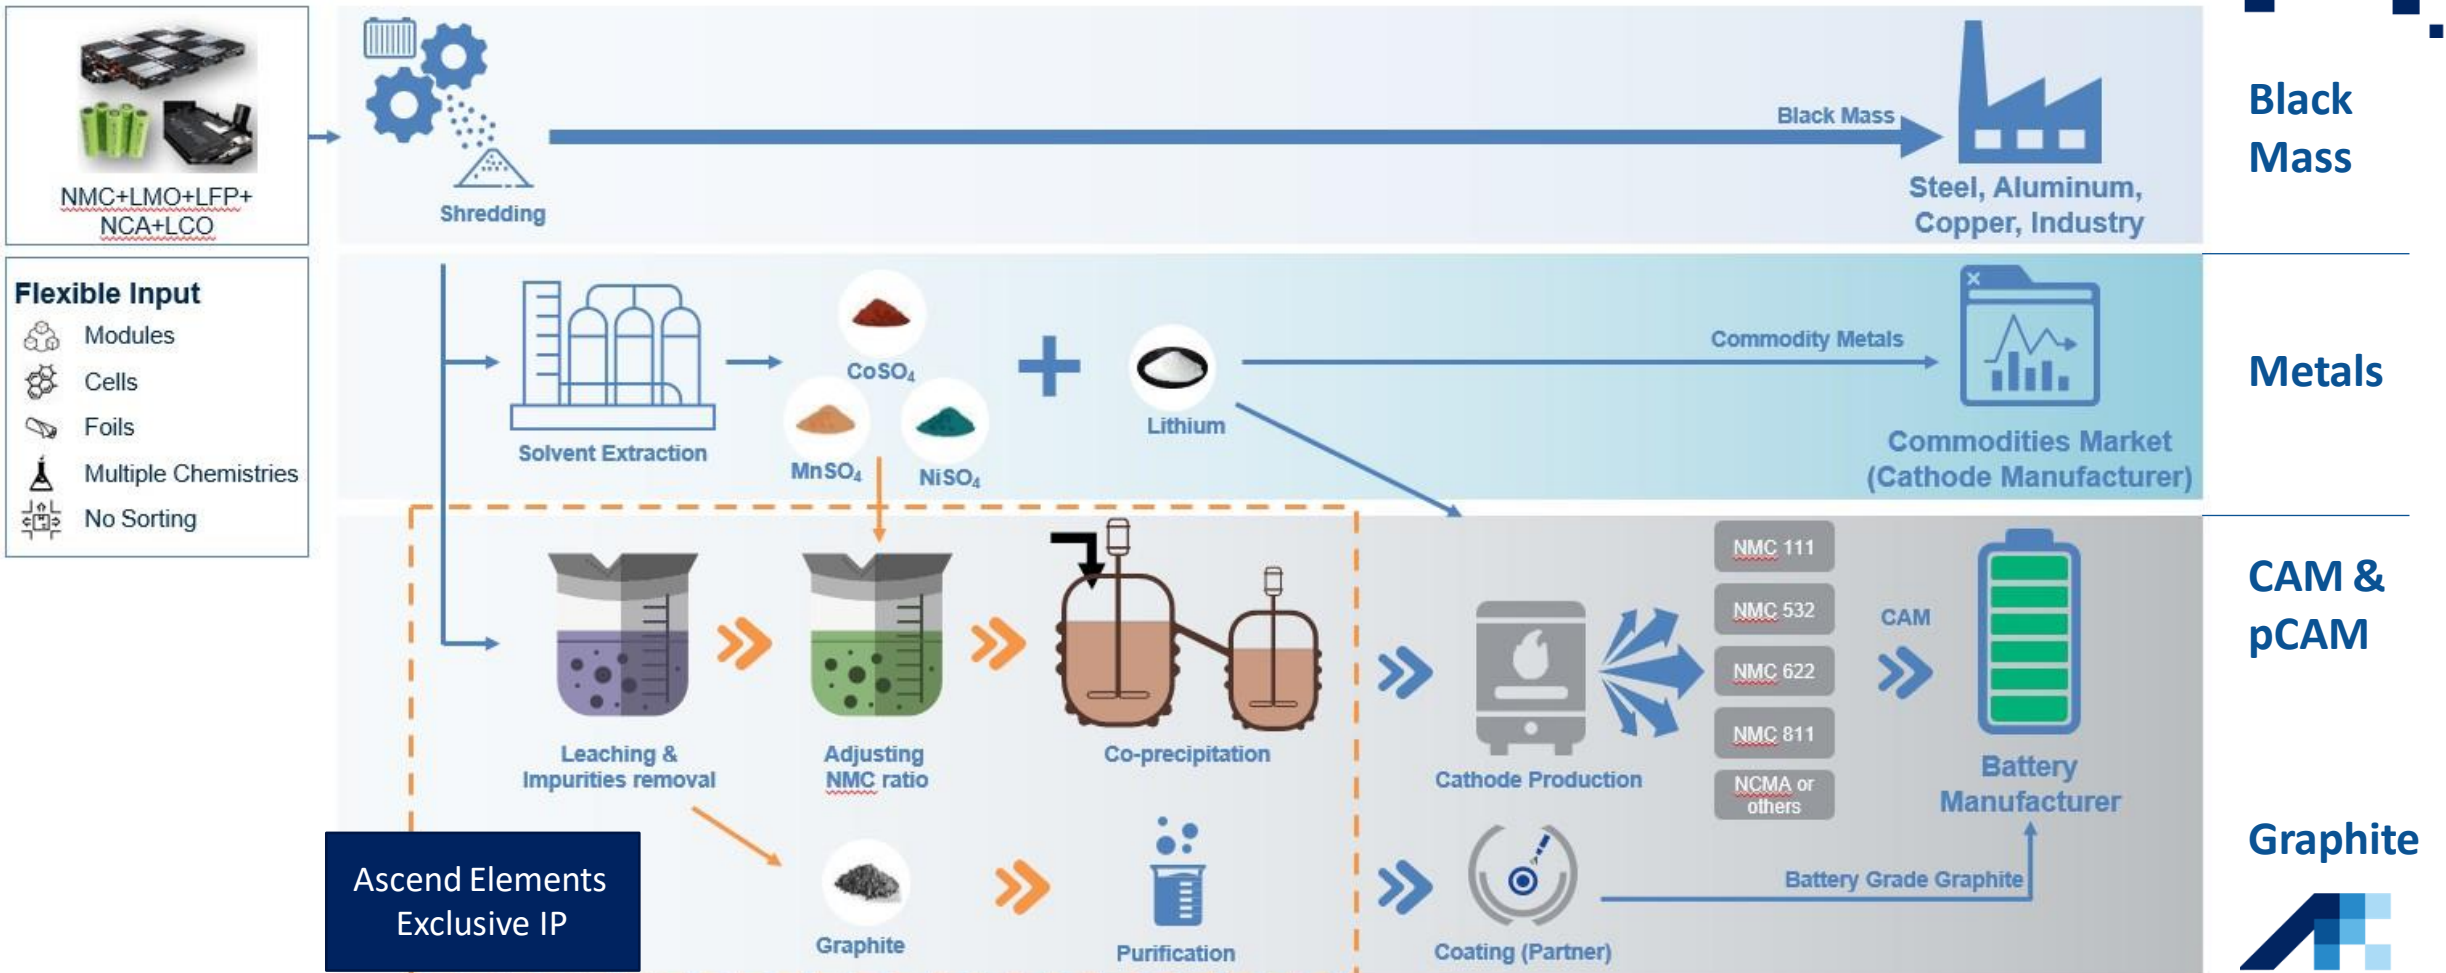 NMC+LMO+LFP+
NCA+LCO
Flexible Input
Modules
Cells
Foils
Multiple Chemistries
No Sorting
Shredding
Black Mass
Steel, Aluminum,
Copper, Industry
Black
Mass
Solvent Extraction
CoSO₄
MnSO₄
NiSO₄
Lithium
Commodity Metals
Commodities Market
(Cathode Manufacturer)
Metals
Leaching &
Impurities removal
Adjusting
NMC ratio
Co-precipitation
Cathode Production
NMC 111
NMC 532
NMC 622
NMC 811
NCMA or
others
CAM
Battery
Manufacturer
CAM &
pCAM
Ascend Elements
Exclusive IP
Graphite
Purification
Coating (Partner)
Battery Grade Graphite
Graphite